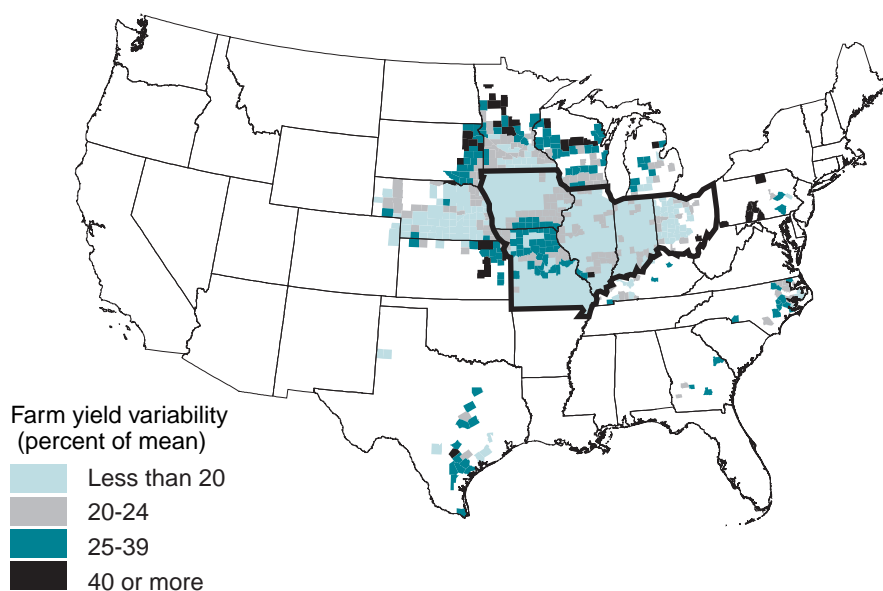 Farm yield variability
(percent of mean)
Less than 20
20-24
25-39
40 or more